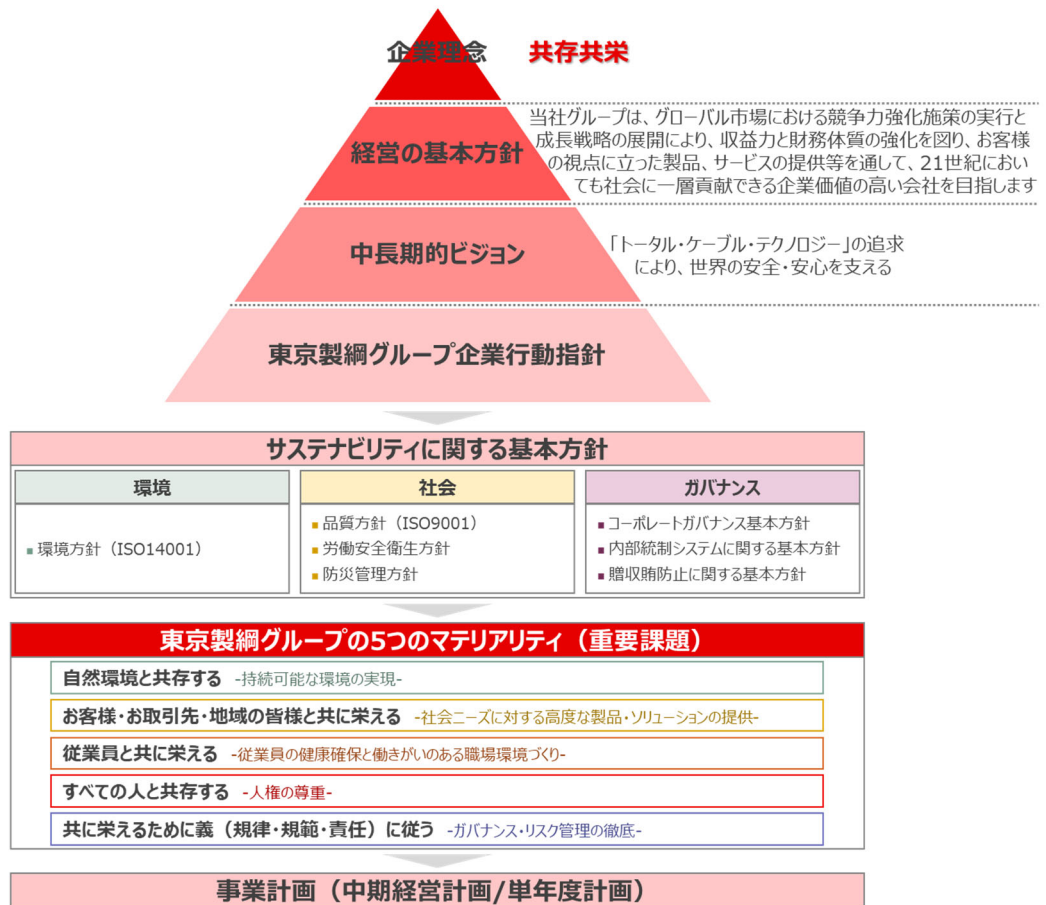 企業理念
共存共栄
経営の基本方針
当社グループは、グローバル市場における競争力強化施策の実行と
成長戦略の展開により、収益力と財務体質の強化を図り、お客様
の視点に立った製品、サービスの提供等を通して、21世紀におい
ても社会に一層貢献できる企業価値の高い会社を目指します
中長期的ビジョン
「トータル・ケーブル・テクノロジー」の追求
により、世界の安全・安心を支える
東京製綱グループ企業行動指針
サステナビリティに関する基本方針
環境
▪環境方針（ISO14001）
社会
▪品質方針（ISO9001）
▪労働安全衛生方針
▪防災管理方針
ガバナンス
▪コーポレートガバナンス基本方針
▪内部統制システムに関する基本方針
▪贈収賄防止に関する基本方針
東京製綱グループの5つのマテリアリティ（重要課題）
自然環境と共存する -持続可能な環境の実現-
お客様・お取引先・地域の皆様と共に栄える -社会ニーズに対する高度な製品・ソリューションの提供-
従業員と共に栄える -従業員の健康確保と働きがいのある職場環境づくり-
すべての人と共存する -人権の尊重-
共に栄えるために義（規律・規範・責任）に従う -ガバナンス・リスク管理の徹底-
事業計画（中期経営計画/単年度計画）